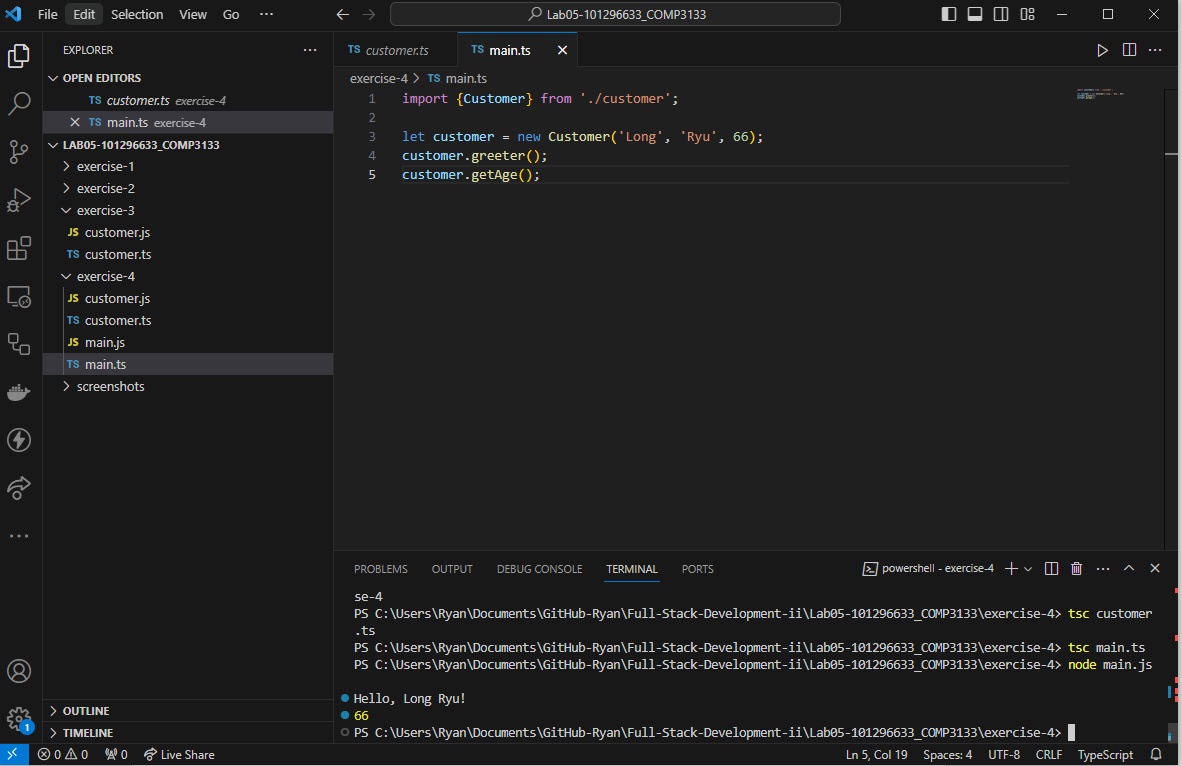 File Edit Selection View Go ···
Lab05-101296633_COMP3133
EXPLORER ···
OPEN EDITORS
TS customer.ts exercise-4
TS main.ts exercise-4
LAB05-101296633_COMP3133
exercise-1
exercise-2
exercise-3
JS customer.js
TS customer.ts
exercise-4
JS customer.js
TS customer.ts
JS main.js
TS main.ts
screenshots
OUTLINE
TIMELINE
TS customer.ts TS main.ts
exercise-4 > TS main.ts
1 import {Customer} from './customer';
2
3 let customer = new Customer('Long', 'Ryu', 66);
4 customer.greeter();
5 customer.getAge();
PROBLEMS OUTPUT DEBUG CONSOLE TERMINAL PORTS
powershell - exercise-4
se-4
PS C:\Users\Ryan\Documents\GitHub-Ryan\Full-Stack-Development-ii\Lab05-101296633_COMP3133\exercise-4> tsc customer
.ts
PS C:\Users\Ryan\Documents\GitHub-Ryan\Full-Stack-Development-ii\Lab05-101296633_COMP3133\exercise-4> tsc main.ts
PS C:\Users\Ryan\Documents\GitHub-Ryan\Full-Stack-Development-ii\Lab05-101296633_COMP3133\exercise-4> node main.js
Hello, Long Ryu!
66
PS C:\Users\Ryan\Documents\GitHub-Ryan\Full-Stack-Development-ii\Lab05-101296633_COMP3133\exercise-4>
1
0 0 0 Live Share
Ln 5, Col 19 Spaces: 4 UTF-8 CRLF TypeScript